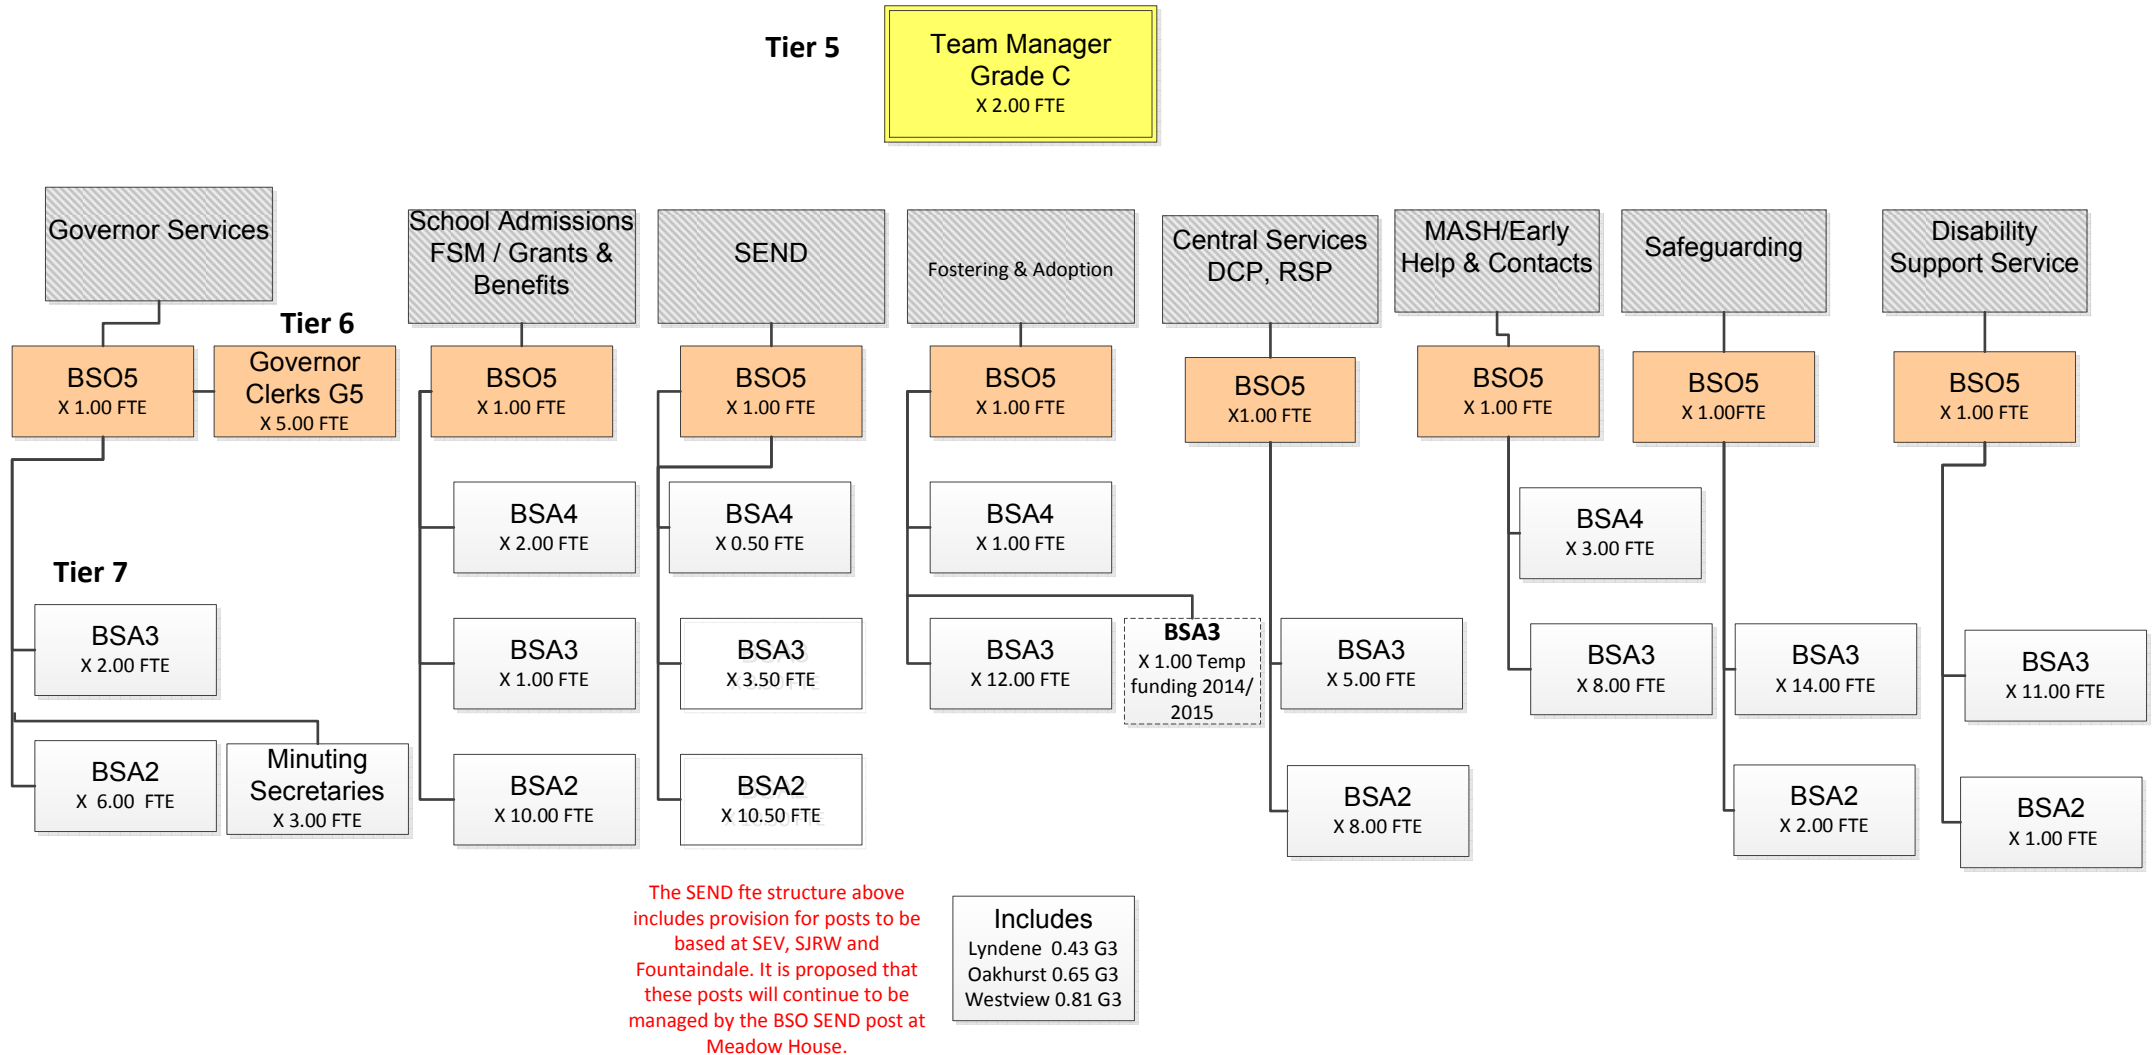 Tier 5
Team Manager
Grade C
X 2.00 FTE
Governor Services
School Admissions
FSM / Grants &
Benefits
SEND
Fostering & Adoption
Central Services
DCP, RSP
MASH/Early
Help & Contacts
Safeguarding
Disability
Support Service
Tier 6
BSO5
X 1.00 FTE
Governor
Clerks G5
X 5.00 FTE
BSO5
X 1.00 FTE
BSO5
X 1.00 FTE
BSO5
X 1.00 FTE
BSO5
X1.00 FTE
BSO5
X 1.00 FTE
BSO5
X 1.00FTE
BSO5
X 1.00 FTE
BSA4
X 2.00 FTE
BSA4
X 0.50 FTE
BSA4
X 1.00 FTE
BSA4
X 3.00 FTE
Tier 7
BSA3
X 2.00 FTE
BSA3
X 1.00 FTE
BSA3
X 3.50 FTE
BSA3
X 12.00 FTE
BSA3
X 1.00 Temp
funding 2014/
2015
BSA3
X 5.00 FTE
BSA3
X 8.00 FTE
BSA3
X 14.00 FTE
BSA3
X 11.00 FTE
BSA2
X 6.00 FTE
Minuting
Secretaries
X 3.00 FTE
BSA2
X 10.00 FTE
BSA2
X 10.50 FTE
BSA2
X 8.00 FTE
BSA2
X 2.00 FTE
BSA2
X 1.00 FTE
The SEND fte structure above
includes provision for posts to be
based at SEV, SJRW and
Fountaindale. It is proposed that
these posts will continue to be
managed by the BSO SEND post at
Meadow House.
Includes
Lyndene 0.43 G3
Oakhurst 0.65 G3
Westview 0.81 G3